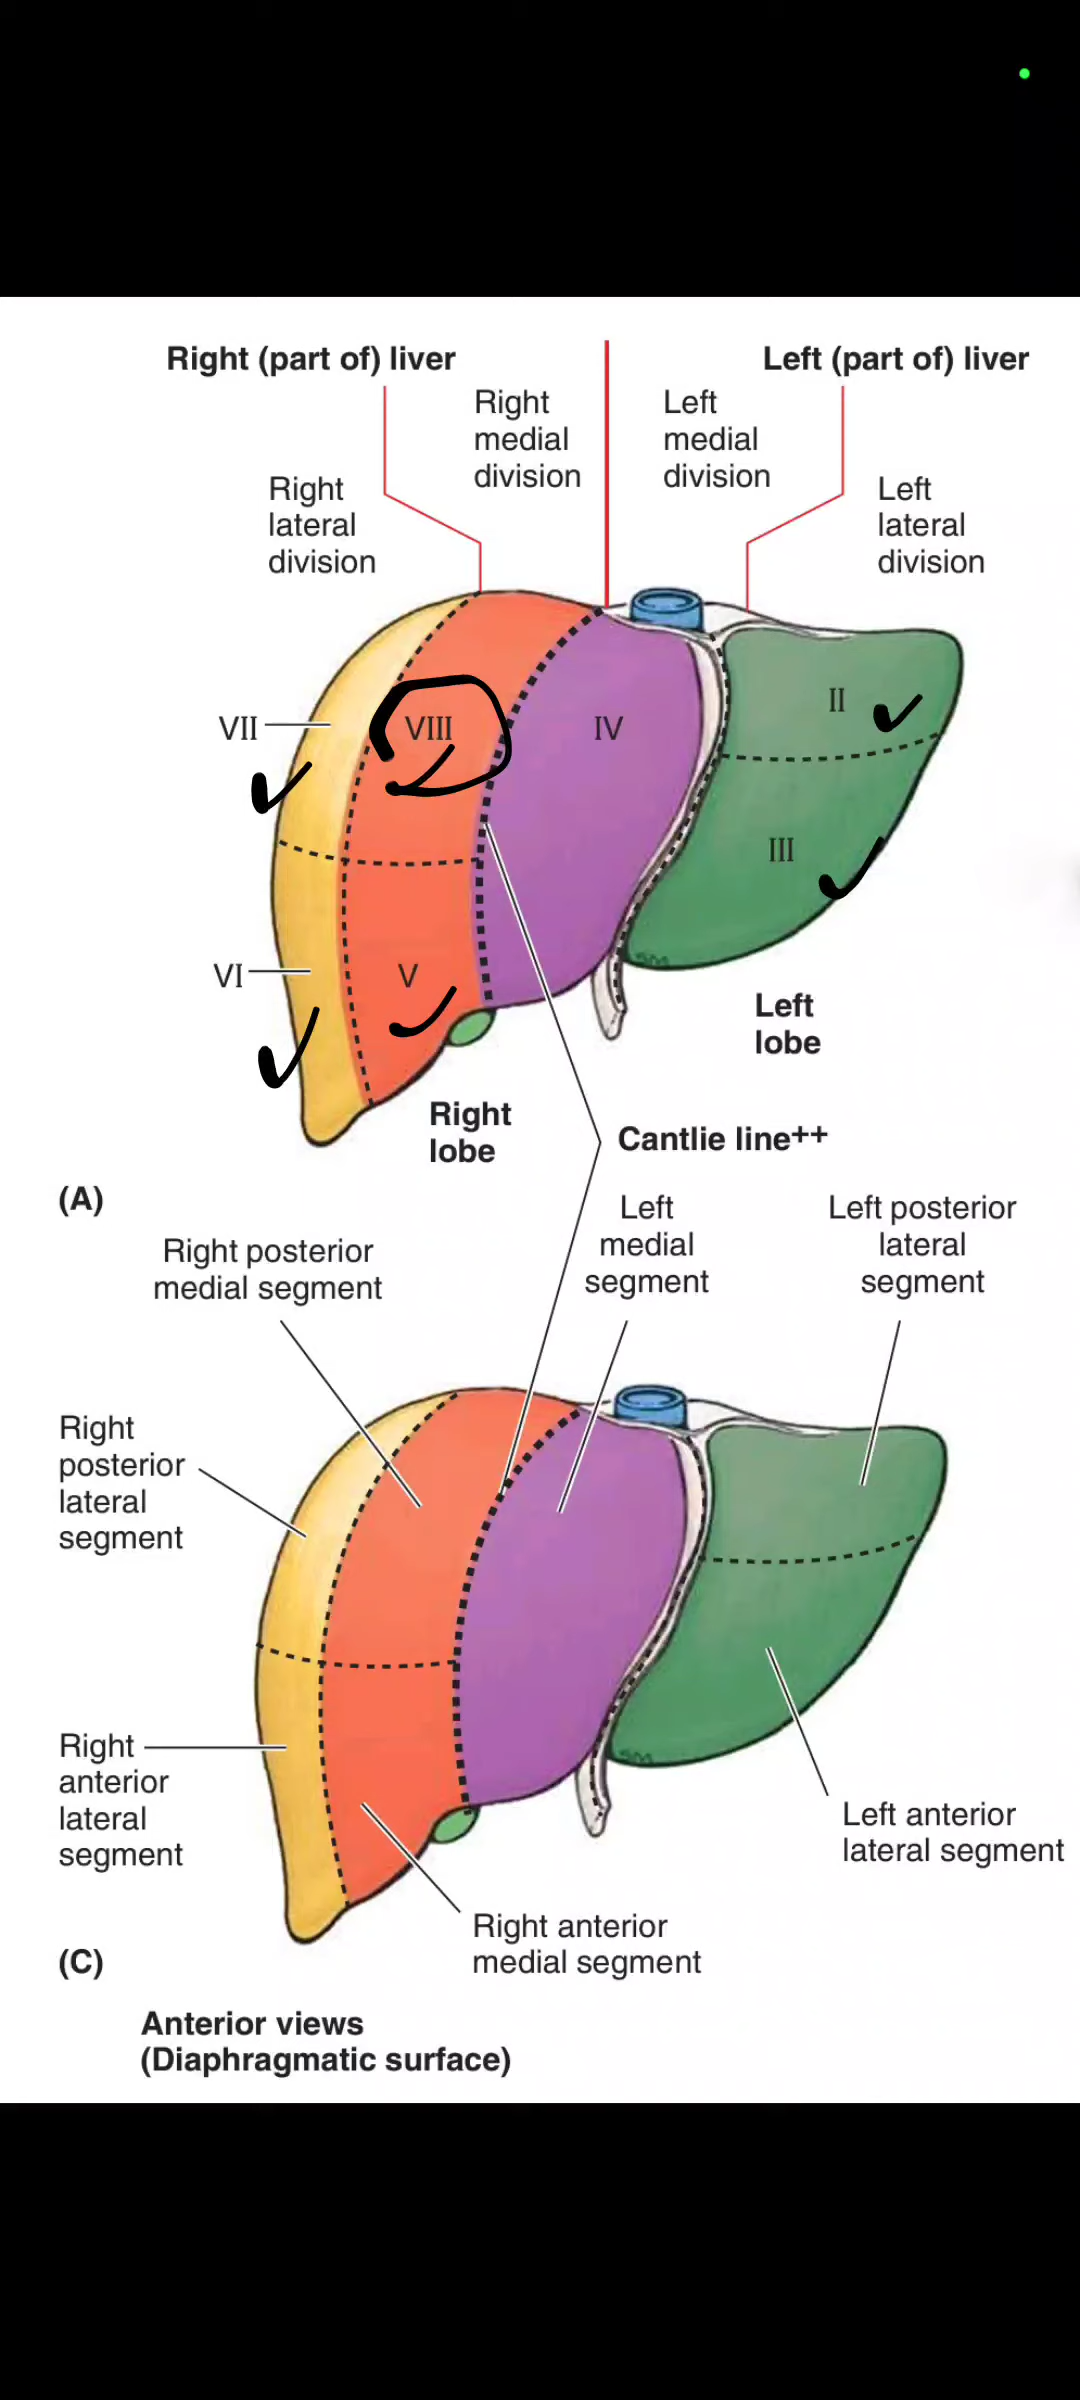 Right (part of) liver
Left (part of) liver
Right
medial
division
Left
medial
division
Right
lateral
division
Left
lateral
division
VII
VIII
IV
II
III
VI
V
Left
lobe
Right
lobe
Cantlie line++
(A)
Right posterior
medial segment
Left
medial
segment
Left posterior
lateral
segment
Right
posterior
lateral
segment
Right
anterior
lateral
segment
Left anterior
lateral segment
Right anterior
medial segment
(C)
Anterior views
(Diaphragmatic surface)